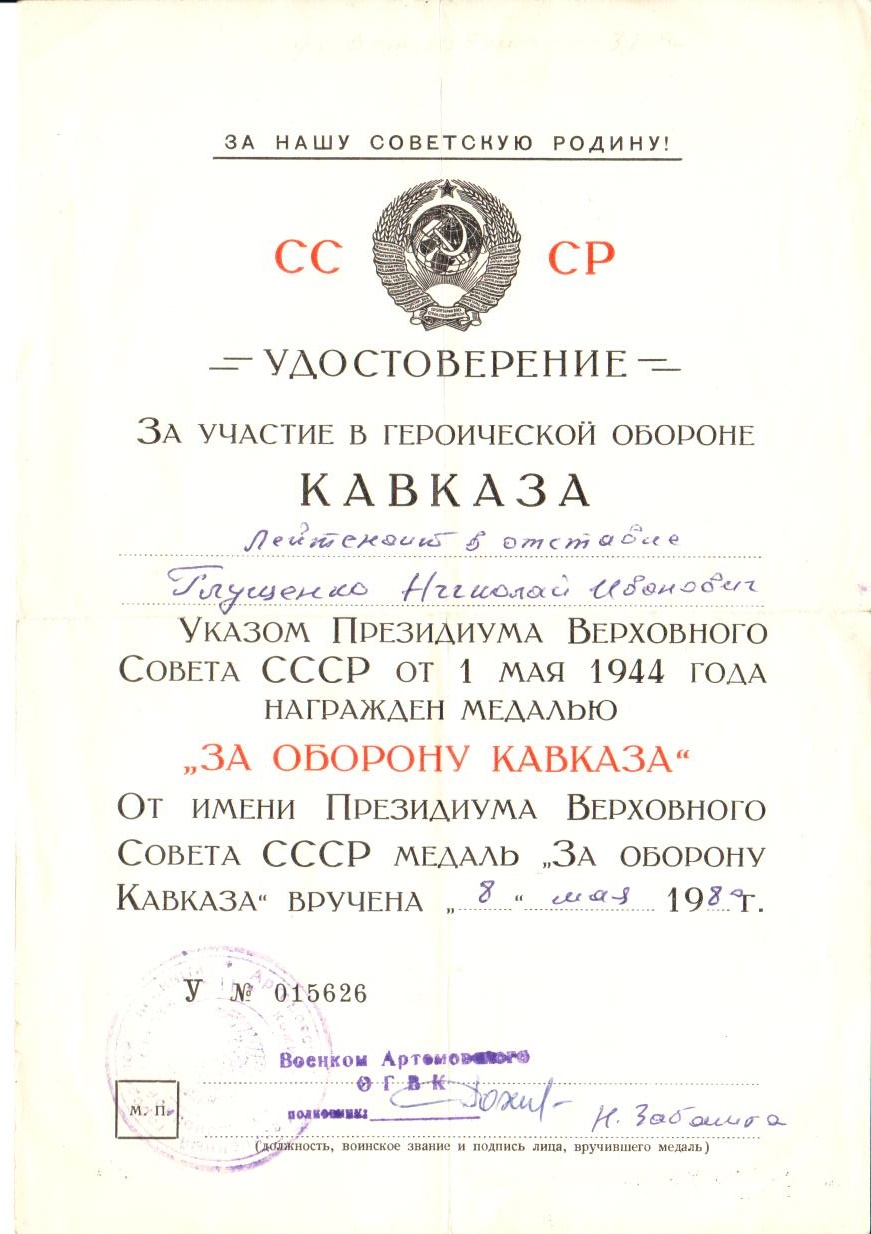 ЗА НАШУ СОВЕТСКУЮ РОДИНУ!
СС СР
УДОСТОВЕРЕНИЕ
ЗА УЧАСТИЕ В ГЕРОИЧЕСКОЙ ОБОРОНЕ
КАВКАЗА
Лейтенант в отставке
Глущенко Николай Иванович
УКАЗОМ ПРЕЗИДИУМА ВЕРХОВНОГО
СОВЕТА СССР ОТ 1 МАЯ 1944 ГОДА
НАГРАЖДЕН МЕДАЛЬЮ
„ЗА ОБОРОНУ КАВКАЗА“
ОТ ИМЕНИ ПРЕЗИДИУМА ВЕРХОВНОГО
СОВЕТА СССР МЕДАЛЬ „ЗА ОБОРОНУ
КАВКАЗА“ ВРУЧЕНА „8“ мая 198 Г.
У № 015626
Военком Артемовского
ОГВК
полковник:
М. П.
(должность, воинское звание и подпись лица, вручившего медаль)